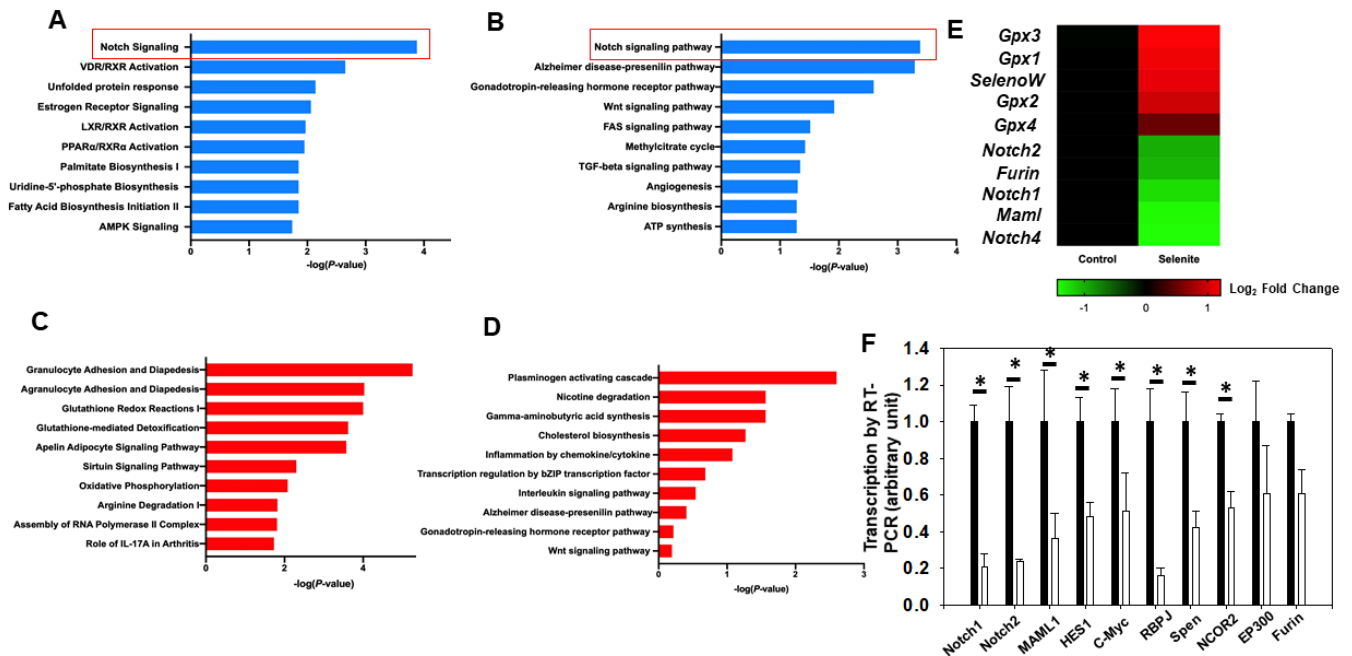 A
Notch Signaling
VDR/RXR Activation
Unfolded protein response
Estrogen Receptor Signaling
LXR/RXR Activation
PPARα/RXRα Activation
Palmitate Biosynthesis I
Uridine-5'-phosphate Biosynthesis
Fatty Acid Biosynthesis Initiation II
AMPK Signaling
0 1 2 3 4
-log(P-value)
B
Notch signaling pathway
Alzheimer disease-presenilin pathway
Gonadotropin-releasing hormone receptor pathway
Wnt signaling pathway
FAS signaling pathway
Methylcitrate cycle
TGF-beta signaling pathway
Angiogenesis
Arginine biosynthesis
ATP synthesis
0 1 2 3 4
-log(P-value)
E
Gpx3
Gpx1
SelenoW
Gpx2
Gpx4
Notch2
Furin
Notch1
Maml
Notch4
Control Selenite
Log2 Fold Change
-1 0 1
C
Granulocyte Adhesion and Diapedesis
Agranulocyte Adhesion and Diapedesis
Glutathione Redox Reactions I
Glutathione-mediated Detoxification
Apelin Adipocyte Signaling Pathway
Sirtuin Signaling Pathway
Oxidative Phosphorylation
Arginine Degradation I
Assembly of RNA Polymerase II Complex
Role of IL-17A in Arthritis
0 2 4
-log(P-value)
D
Plasminogen activating cascade
Nicotine degradation
Gamma-aminobutyric acid synthesis
Cholesterol biosynthesis
Inflammation by chemokine/cytokine
Transcription regulation by bZIP transcription factor
Interleukin signaling pathway
Alzheimer disease-presenilin pathway
Gonadotropin-releasing hormone receptor pathway
Wnt signaling pathway
0 1 2 3
-log(P-value)
F
Transcription by RT-
PCR (arbitrary unit)
1.4
1.2
1.0
0.8
0.6
0.4
0.2
0.0
* * * * * * * *
Notch1 Notch2 MAML1 HES1 C-Myc RBPJ Spen NCOR2 EP300 Furin